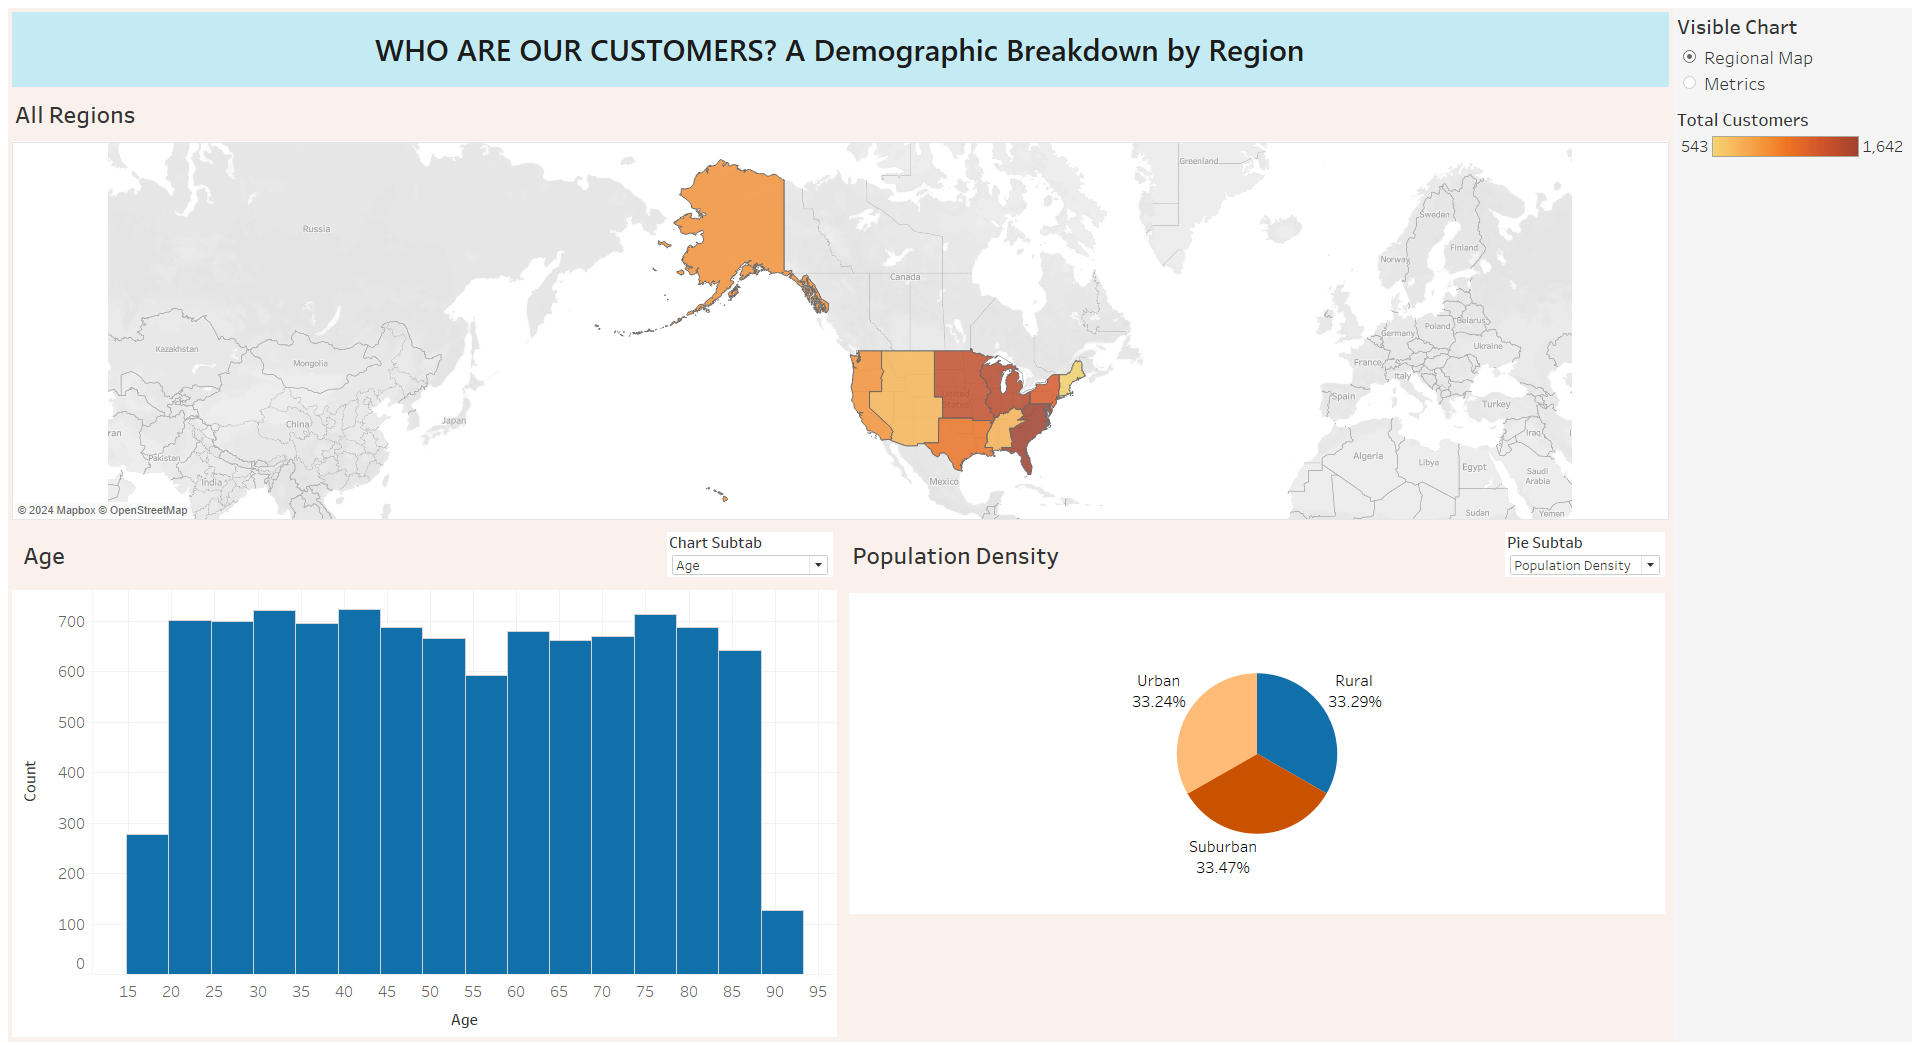 WHO ARE OUR CUSTOMERS? A Demographic Breakdown by Region
Visible Chart
Regional Map
Metrics
Total Customers
543
1,642
All Regions
Greenland
Russia
Sweden
Finland
Norway
Canada
Kazakhstan
Mongolia
Belarus
Poland
Germany
Ukraine
France
Italy
Spain
Turkey
United
States
Japan
China
ran
Iraq
Pakistan
Algeria
Libya
Egypt
Saudi
Arabia
India
Mexico
Sudan
Yemen
© 2024 Mapbox © OpenStreetMap
Age
Chart Subtab
Age
Population Density
Pie Subtab
Population Density
700
600
500
400
300
200
100
0
Count
15 20 25 30 35 40 45 50 55 60 65 70 75 80 85 90 95
Age
Urban
33.24%
Rural
33.29%
Suburban
33.47%